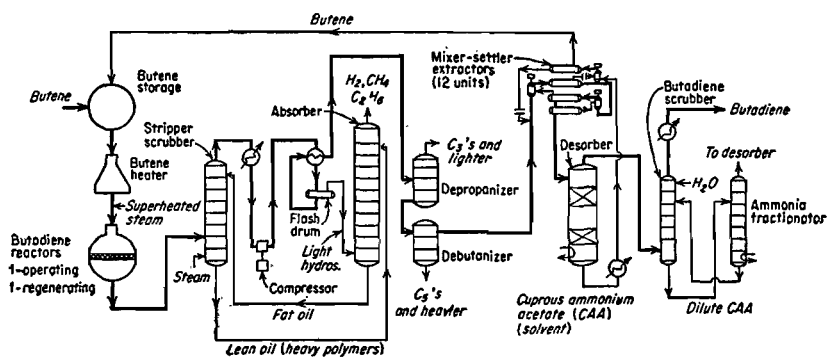 Butene
Butene
storage
Butene
Butene
heater
Superheated
steam
Butadiene
reactors
1-operating
1-regenerating
Stripper
scrubber
Steam
Compressor
Fat oil
Lean oil (heavy polymers)
H2, CH4
C2 H6
Absorber
Flash
drum
Light
hydros.
C3's and
lighter
Depropanizer
Debutanizer
C5's
and heavier
Mixer-settler
extractors
(12 units)
Desorber
Cuprous ammonium
acetate (CAA)
(solvent)
Butadiene
scrubber
Butadiene
H2O
To desorber
Ammonia
fractionator
Dilute CAA